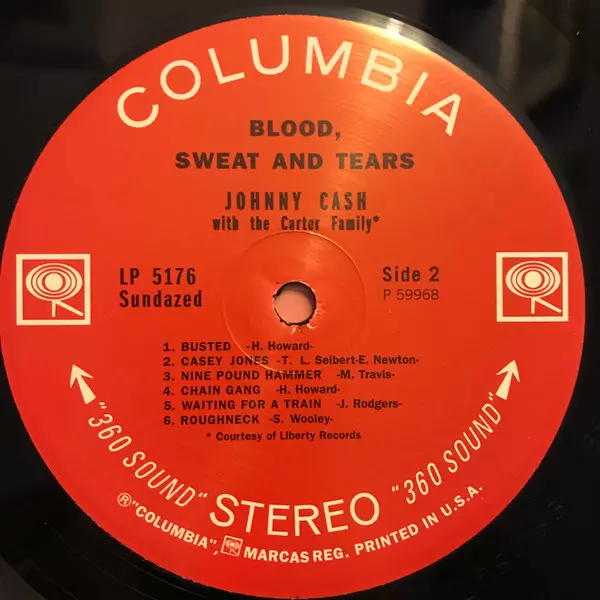 COLUMBIA
BLOOD,
SWEAT AND TEARS
JOHNNY CASH
with the Carter Family*
LP 5176
Sundazed
Side 2
P 59968
1. BUSTED -H. Howard-
2. CASEY JONES -T. L. Seibert-E. Newton-
3. NINE POUND HAMMER -M. Travis-
4. CHAIN GANG -H. Howard-
5. WAITING FOR A TRAIN -J. Rodgers-
6. ROUGHNECK -S. Wooley-
* Courtesy of Liberty Records
"360 SOUND" STEREO "360 SOUND"
®"COLUMBIA", MARCAS REG. PRINTED IN U.S.A.